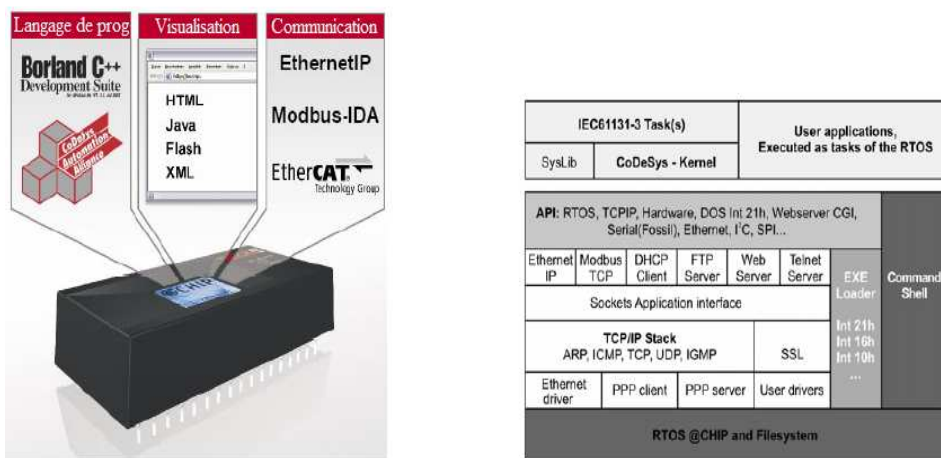 Langage de prog
Visualisation
Communication
Borland C++
Development Suite
CoDeSys
Automation
Alliance
HTML
Java
Flash
XML
EthernetIP
Modbus-IDA
EtherCAT
Technology Group
CHIP
IEC61131-3 Task(s)
SysLib
CoDeSys - Kernel
User applications,
Executed as tasks of the RTOS
API: RTOS, TCPIP, Hardware, DOS Int 21h, Webserver CGI,
Serial(Fossil), Ethernet, I²C, SPI...
Ethernet IP
Modbus TCP
DHCP Client
FTP Server
Web Server
Telnet Server
Sockets Application interface
TCP/IP Stack
ARP, ICMP, TCP, UDP, IGMP
SSL
Ethernet driver
PPP client
PPP server
User drivers
EXE
Loader
Int 21h
Int 16h
Int 10h
...
Command
Shell
RTOS @CHIP and Filesystem